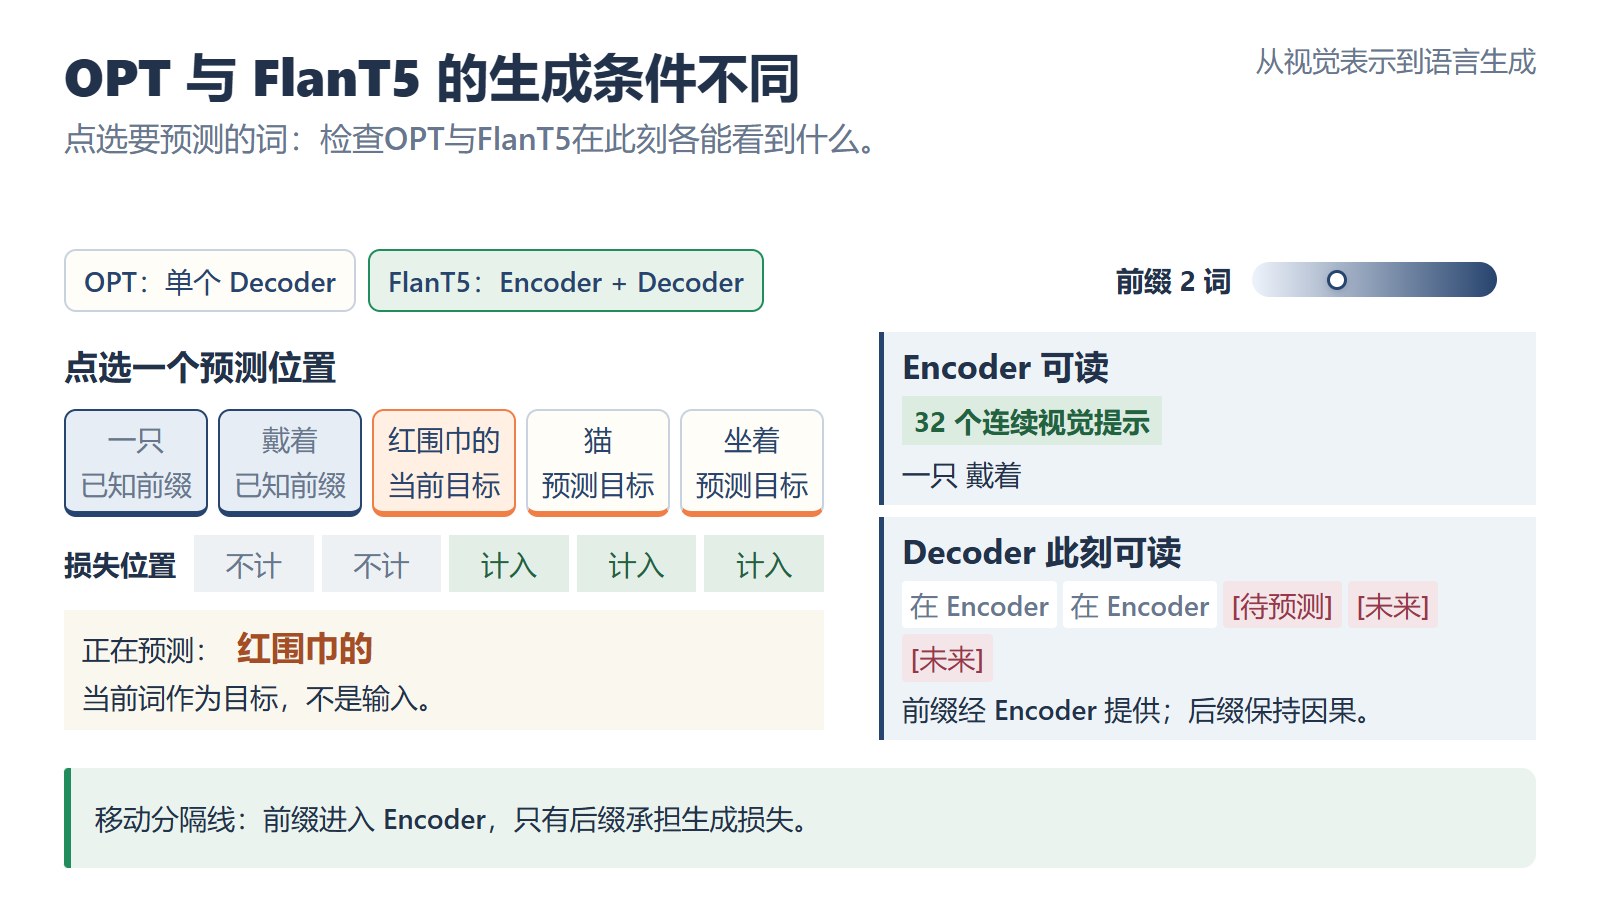 OPT 与 FlanT5 的生成条件不同
从视觉表示到语言生成
点选要预测的词：检查OPT与FlanT5在此刻各能看到什么。
OPT：单个 Decoder
FlanT5：Encoder + Decoder
前缀 2 词
点选一个预测位置
一只
已知前缀
戴着
已知前缀
红围巾的
当前目标
猫
预测目标
坐着
预测目标
损失位置 不计 不计 计入 计入 计入
正在预测： 红围巾的
当前词作为目标，不是输入。
Encoder 可读
32 个连续视觉提示
一只 戴着
Decoder 此刻可读
在 Encoder 在 Encoder [待预测] [未来]
[未来]
前缀经 Encoder 提供；后缀保持因果。
移动分隔线：前缀进入 Encoder，只有后缀承担生成损失。